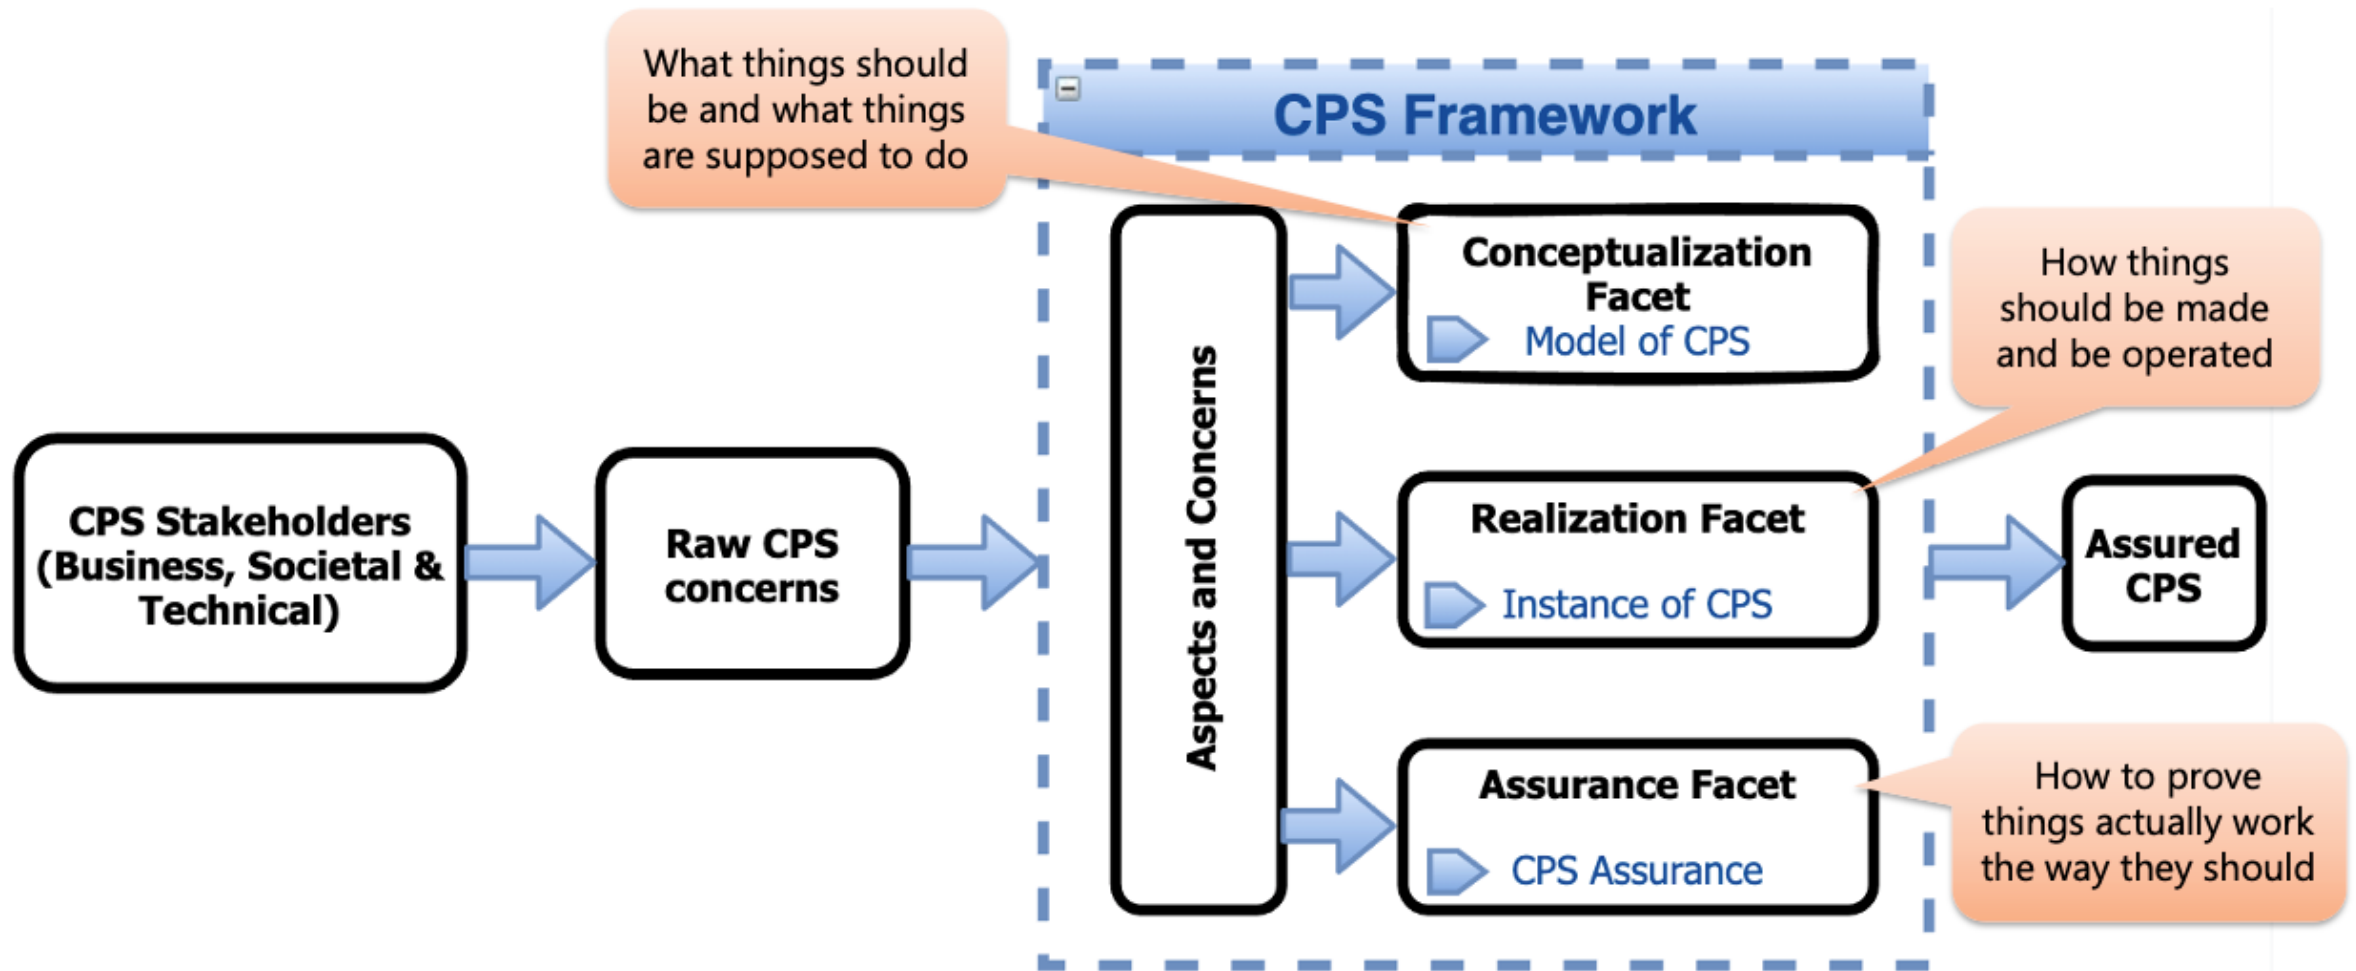 What things should
be and what things
are supposed to do
CPS Framework
Conceptualization
Facet
Model of CPS
How things
should be made
and be operated
CPS Stakeholders
(Business, Societal &
Technical)
Raw CPS
concerns
Aspects and Concerns
Realization Facet
Instance of CPS
Assured
CPS
Assurance Facet
CPS Assurance
How to prove
things actually work
the way they should